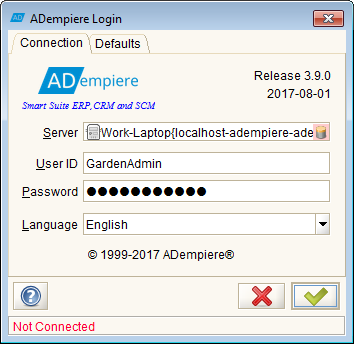 AD ADempiere Login
Connection Defaults
ADempiere Release 3.9.0
Smart Suite ERP, CRM and SCM 2017-08-01
Server Work-Laptop{localhost-adempiere-ade
User ID GardenAdmin
Password ●●●●●●●●●●●
Language English
© 1999-2017 ADempiere®
Not Connected